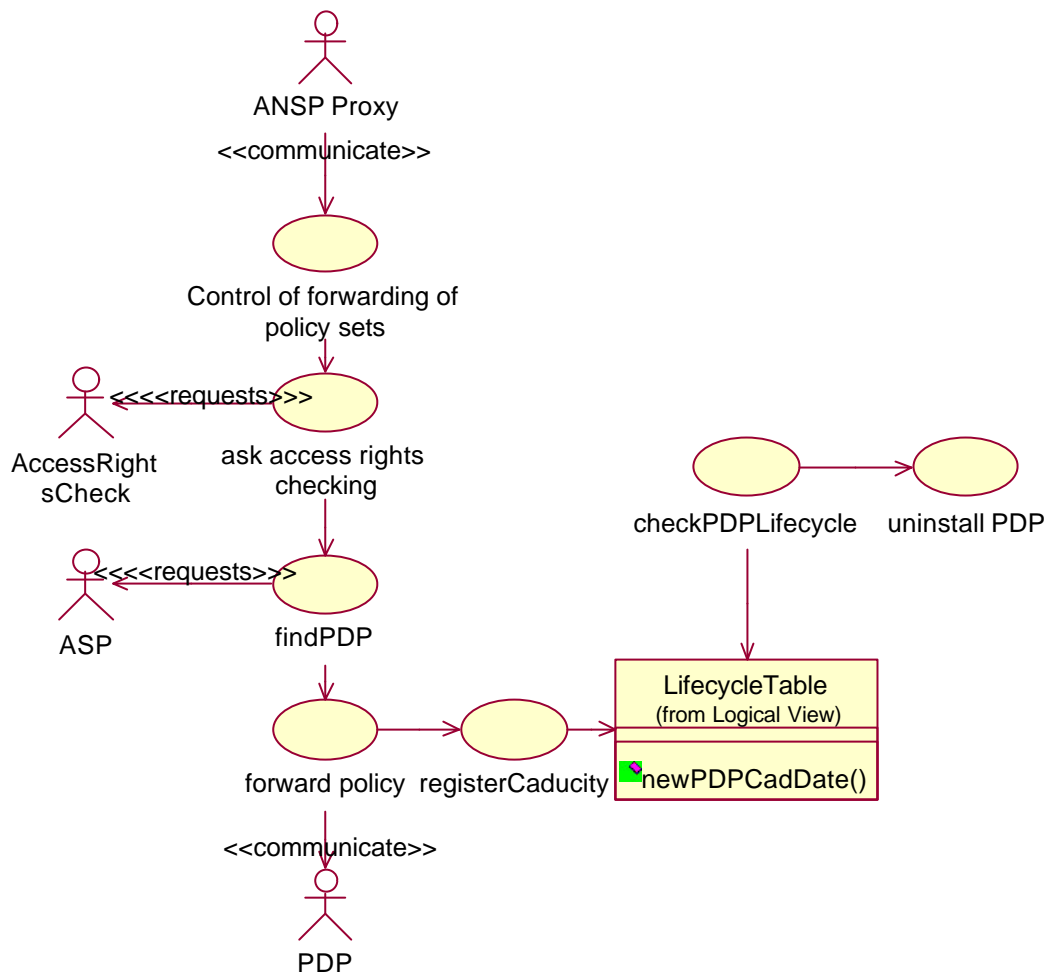 ANSP Proxy
<<communicate>>
Control of forwarding of
policy sets
<<<<requests>>>
AccessRight
sCheck
ask access rights
checking
checkPDPLifecycle
uninstall PDP
<<<<requests>>>
ASP
findPDP
LifecycleTable
(from Logical View)
newPDPCadDate()
forward policy
registerCaducity
<<communicate>>
PDP